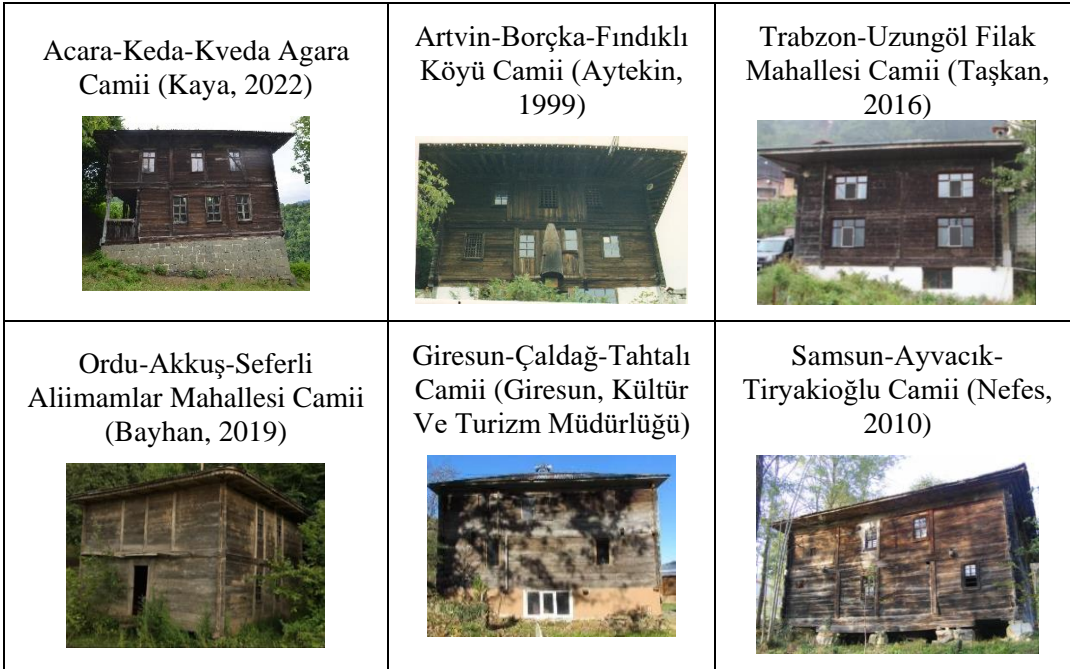 Acara-Keda-Kveda Agara
Camii (Kaya, 2022)
Artvin-Borçka-Fındıklı
Köyü Camii (Aytekin,
1999)
Trabzon-Uzungöl Filak
Mahallesi Camii (Taşkan,
2016)
Ordu-Akkuş-Seferli
Aliimamlar Mahallesi Camii
(Bayhan, 2019)
Giresun-Çaldağ-Tahtalı
Camii (Giresun, Kültür
Ve Turizm Müdürlüğü)
Samsun-Ayvacık-
Tiryakioğlu Camii (Nefes,
2010)